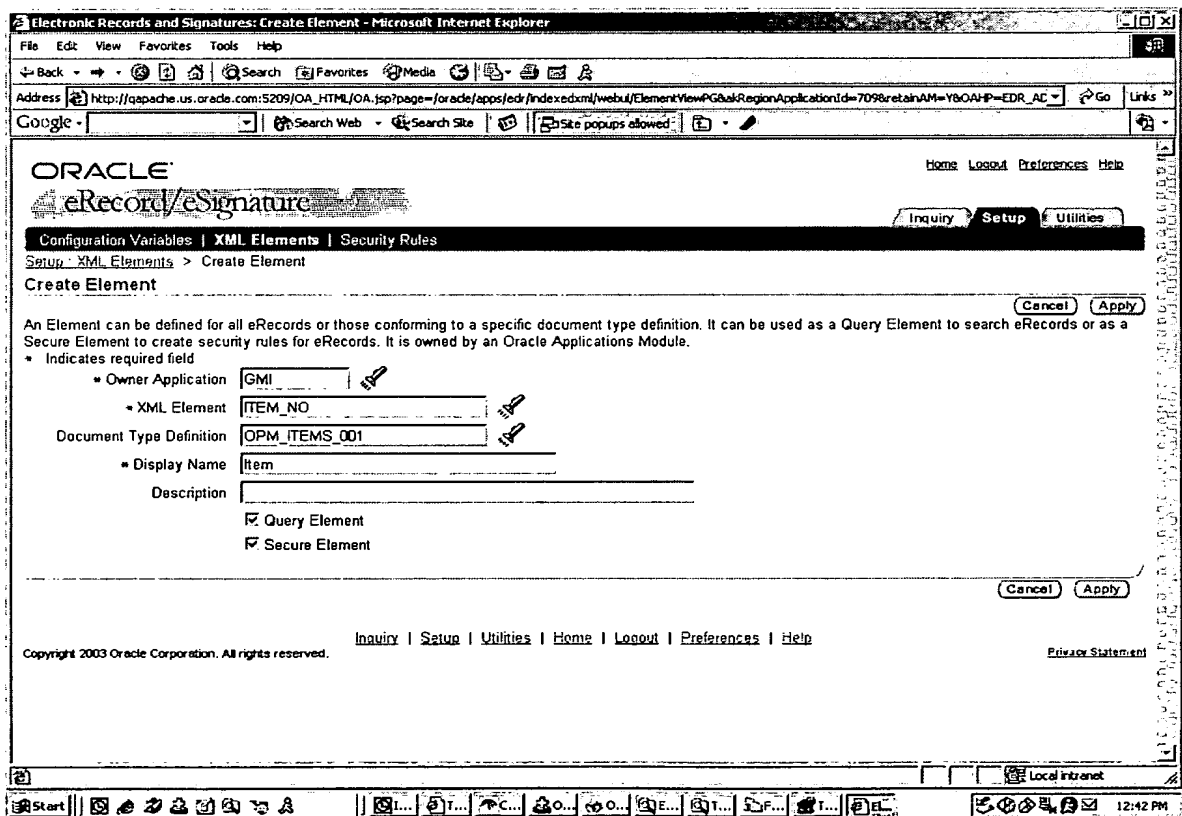 Electronic Records and Signatures: Create Element - Microsoft Internet Explorer
File Edit View Favorites Tools Help
Back Search Favorites Media
Address http://qapache.us.oracle.com:5209/OA_HTML/OA.jsp?page=/oracle/apps/edr/indexedxml/webui/ElementViewPG&akRegionApplicationId=709&retainAM=Y&OAHP=EDR_AD Go Links »
Google Search Web Search Site Site popups allowed
ORACLE
Home Logout Preferences Help
eRecord/eSignature
Inquiry Setup Utilities
Configuration Variables | XML Elements | Security Rules
Setup : XML Elements > Create Element
Create Element
Cancel Apply
An Element can be defined for all eRecords or those conforming to a specific document type definition. It can be used as a Query Element to search eRecords or as a
Secure Element to create security rules for eRecords. It is owned by an Oracle Applications Module.
* Indicates required field
* Owner Application GMI
* XML Element ITEM_NO
Document Type Definition OPM_ITEMS_001
* Display Name Item
Description
Query Element
Secure Element
Cancel Apply
Inquiry | Setup | Utilities | Home | Logout | Preferences | Help
Copyright 2003 Oracle Corporation. All rights reserved.
Privacy Statement
Local intranet
Start I... T... C... O... O... E... T... F... T... El... 12:42 PM